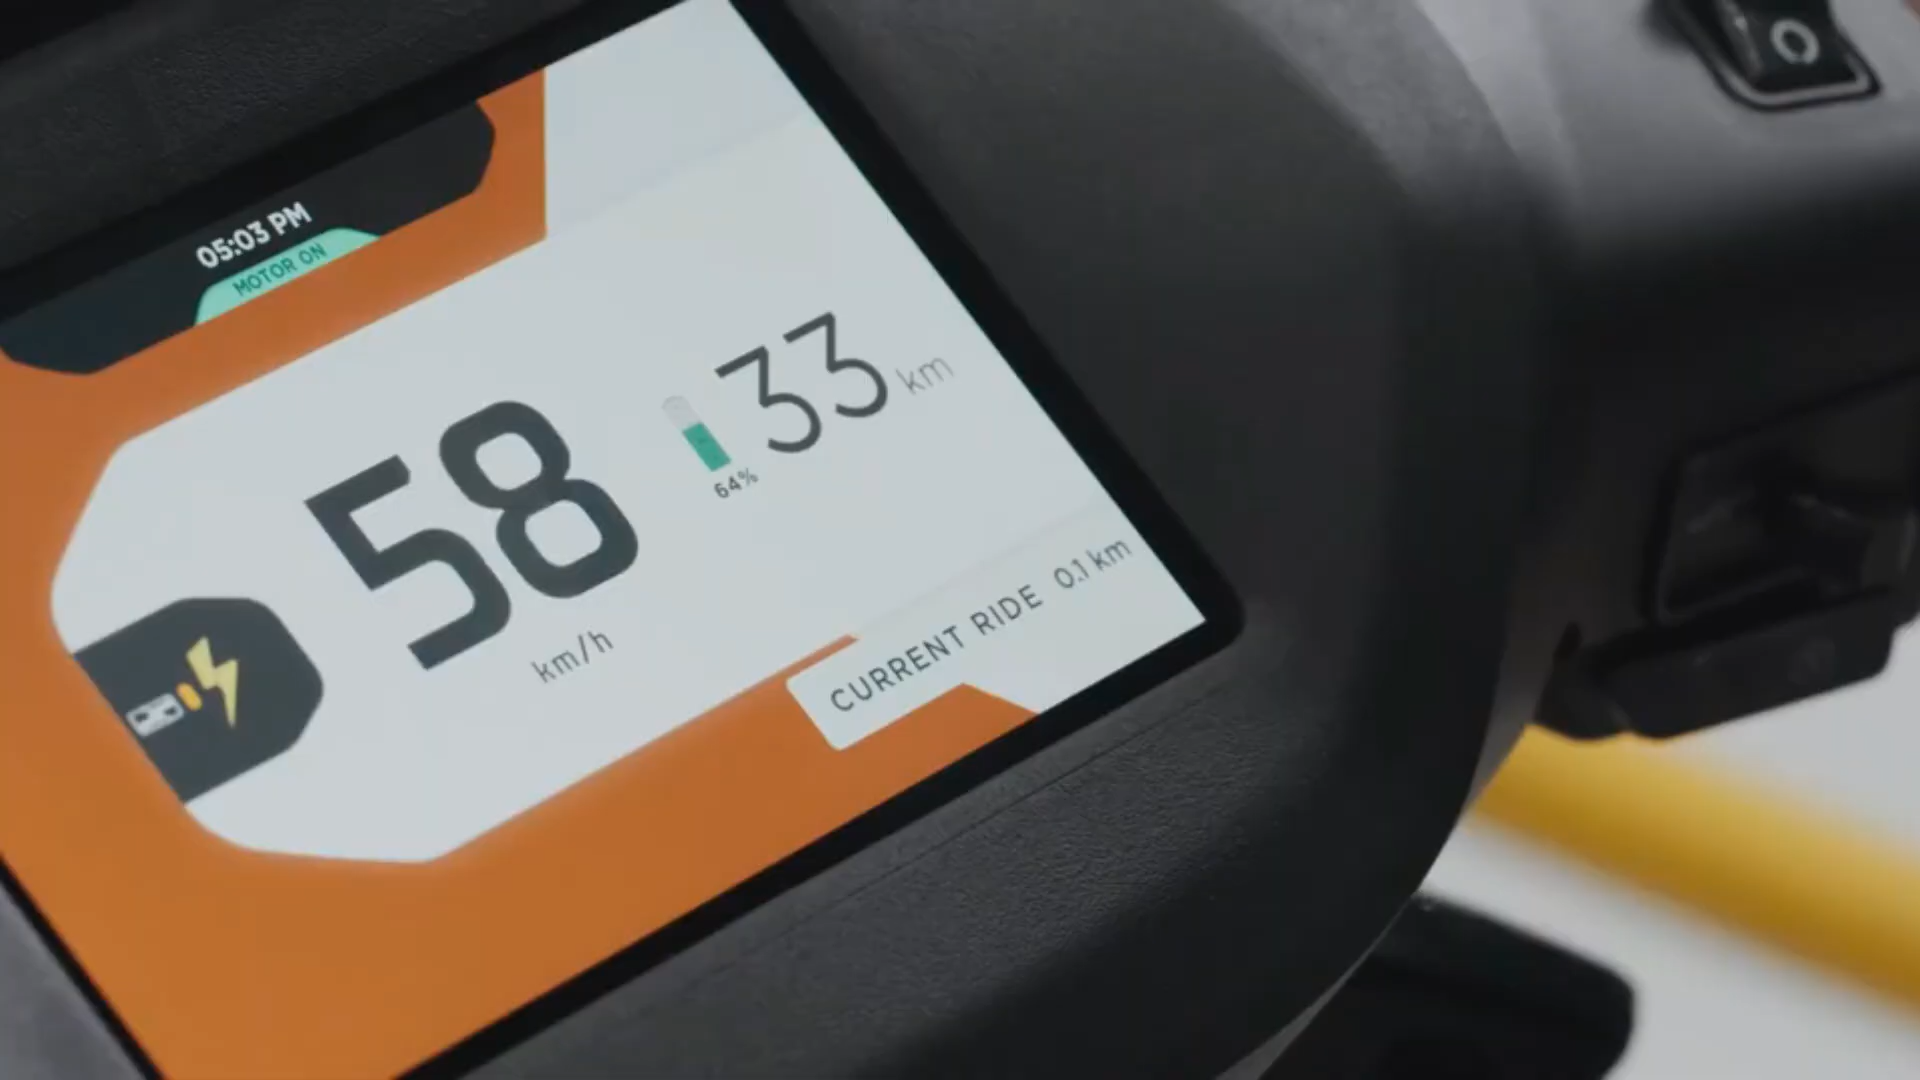 05:03 PM
MOTOR ON
58
km/h
33 km
64%
CURRENT RIDE 0.1 km